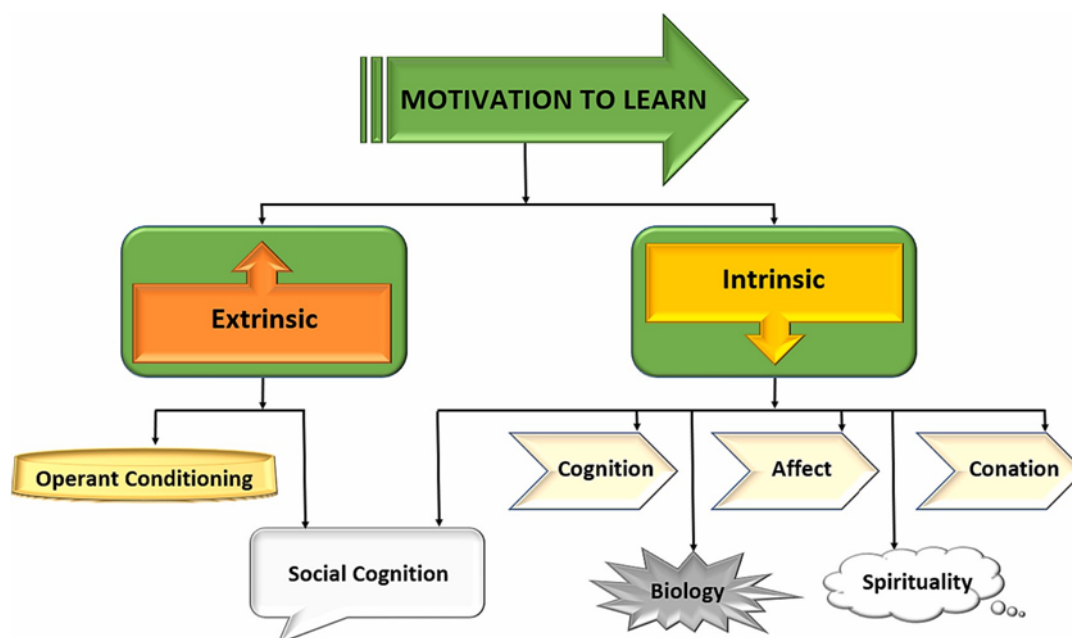 MOTIVATION TO LEARN
Extrinsic
Intrinsic
Operant Conditioning
Cognition
Affect
Conation
Social Cognition
Biology
Spirituality